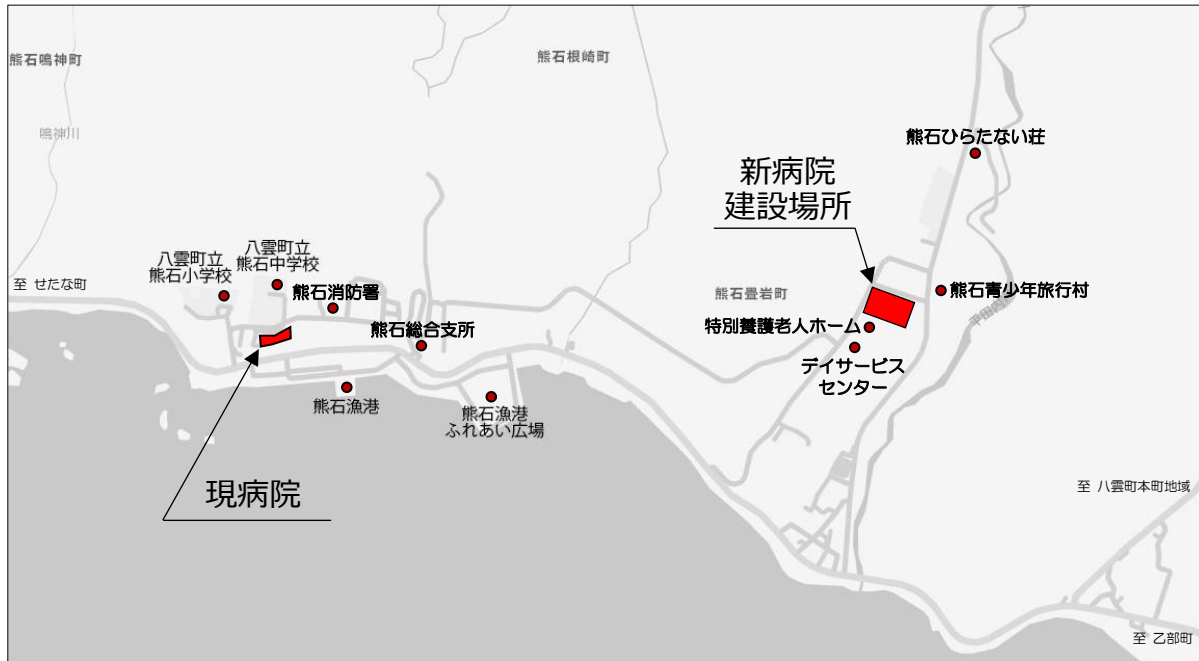 熊石鳴神町
熊石根崎町
鳴神川
熊石ひらたない荘
新病院
建設場所
八雲町立
熊石小学校
八雲町立
熊石中学校
至 せたな町
熊石消防署
熊石畳岩町
熊石青少年旅行村
平田内川
特別養護老人ホーム
熊石総合支所
デイサービス
センター
熊石漁港
熊石漁港
ふれあい広場
現病院
至 八雲町本町地域
至 乙部町